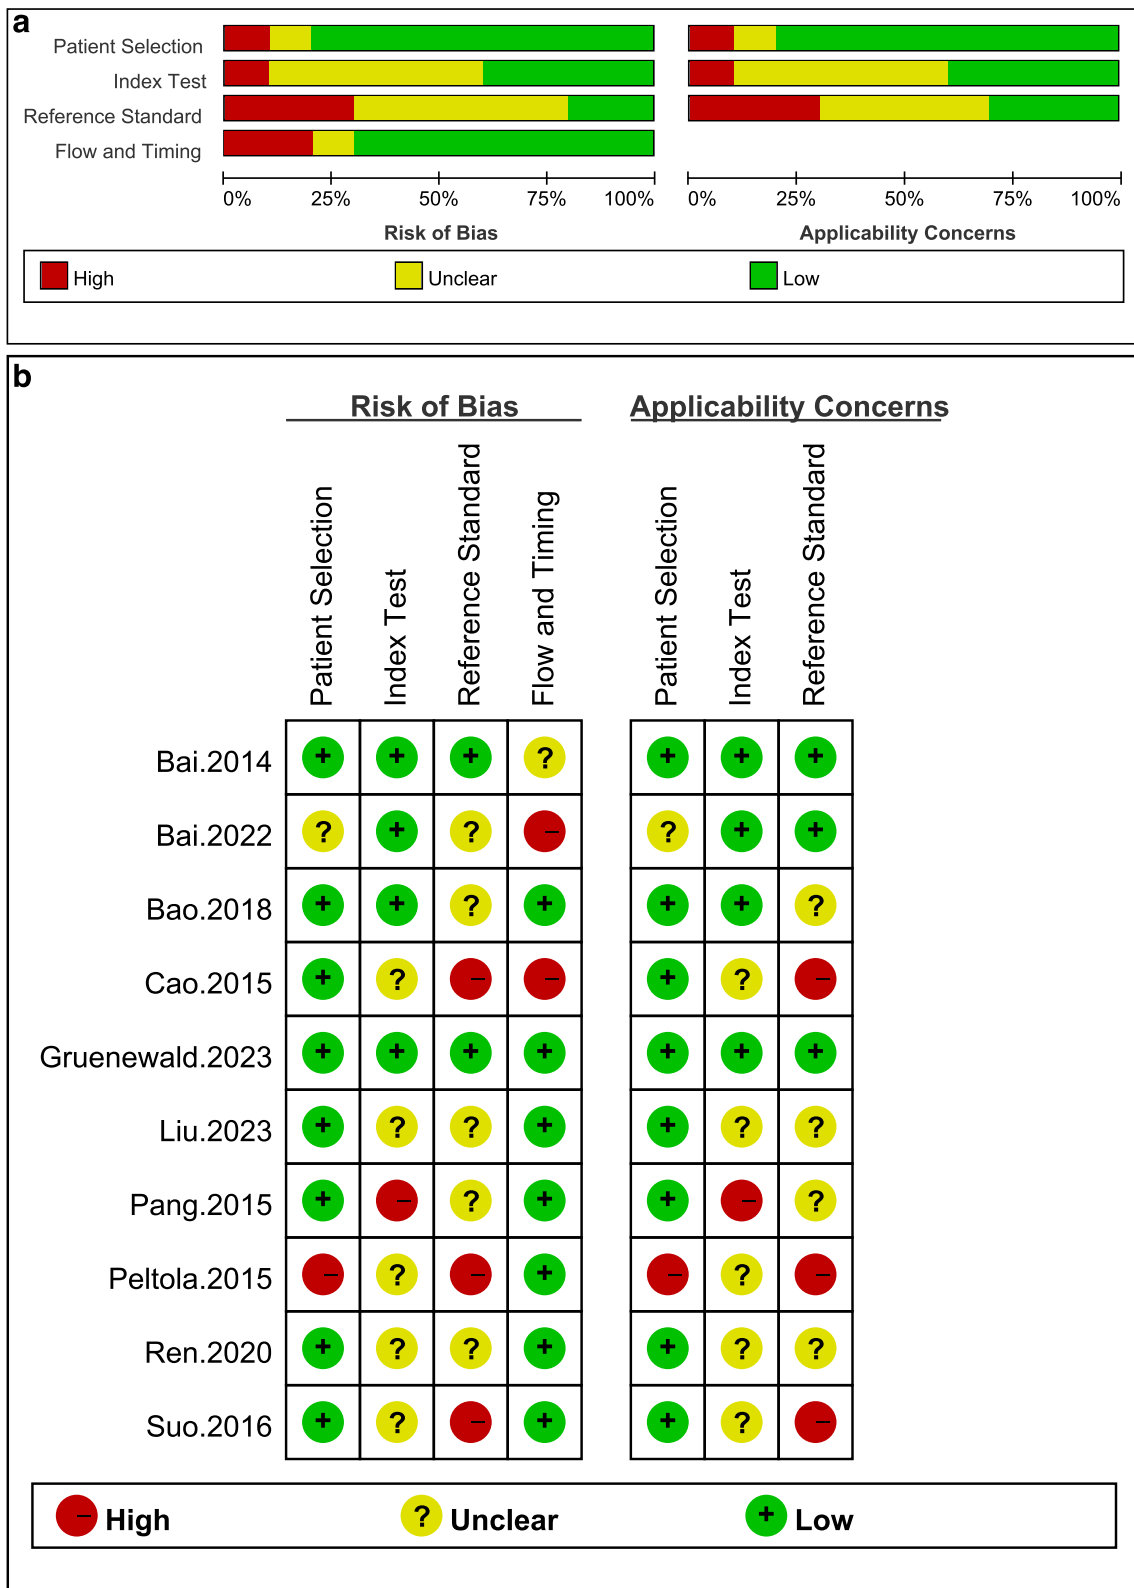 a
Patient Selection
Index Test
Reference Standard
Flow and Timing
0% 25% 50% 75% 100% 0% 25% 50% 75% 100%
Risk of Bias Applicability Concerns
High Unclear Low
b
Risk of Bias Applicability Concerns
Patient Selection Index Test Reference Standard Flow and Timing Patient Selection Index Test Reference Standard
Bai.2014 + + + ? + + +
Bai.2022 ? + ? – ? + +
Bao.2018 + + ? + + + ?
Cao.2015 + ? – – + ? –
Gruenewald.2023 + + + + + + +
Liu.2023 + ? ? + + ? ?
Pang.2015 + – ? + + – ?
Peltola.2015 – ? – + – ? –
Ren.2020 + ? ? + + ? ?
Suo.2016 + ? – + + ? –
– High ? Unclear + Low